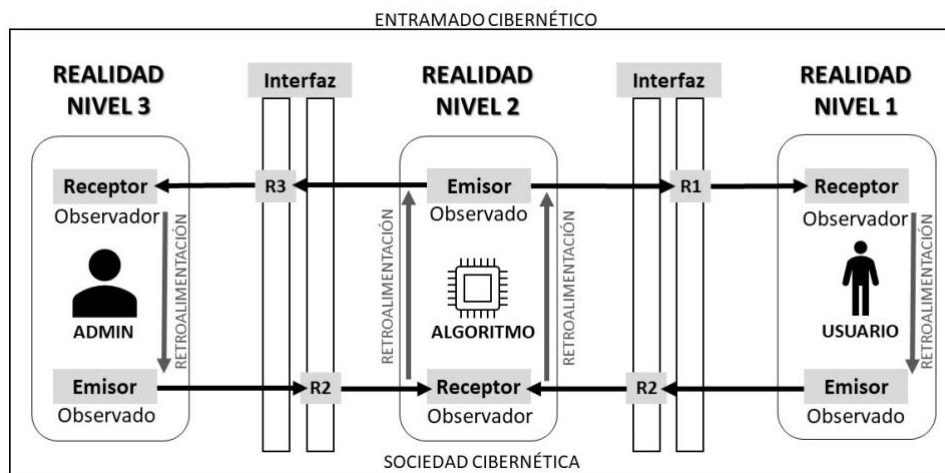 ENTRAMADO CIBERNÉTICO
REALIDAD
NIVEL 3
Interfaz
REALIDAD
NIVEL 2
Interfaz
REALIDAD
NIVEL 1
Receptor
Observador
R3
Emisor
Observado
R1
Receptor
Observador
RETROALIMENTACIÓN
RETROALIMENTACIÓN
RETROALIMENTACIÓN
RETROALIMENTACIÓN
ADMIN
ALGORITMO
USUARIO
Emisor
Observado
R2
Receptor
Observador
R2
Emisor
Observado
SOCIEDAD CIBERNÉTICA